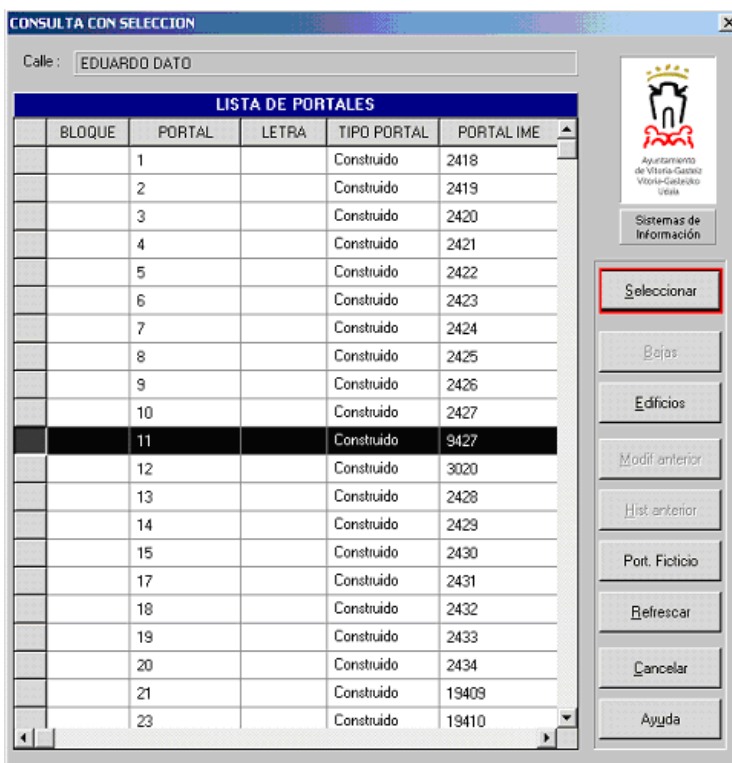 CONSULTA CON SELECCION
Calle : EDUARDO DATO
LISTA DE PORTALES
BLOQUE PORTAL LETRA TIPO PORTAL PORTAL IME
1 Construido 2418
2 Construido 2419
3 Construido 2420
4 Construido 2421
5 Construido 2422
6 Construido 2423
7 Construido 2424
8 Construido 2425
9 Construido 2426
10 Construido 2427
11 Construido 9427
12 Construido 3020
13 Construido 2428
14 Construido 2429
15 Construido 2430
17 Construido 2431
18 Construido 2432
19 Construido 2433
20 Construido 2434
21 Construido 19409
23 Construido 19410
Ayuntamiento
de Vitoria-Gasteiz
Vitoria-Gasteizko
Udala
Sistemas de
Información
Seleccionar
Bajas
Edificios
Modif anterior
Hist anterior
Port. Ficticio
Refrescar
Cancelar
Ayuda